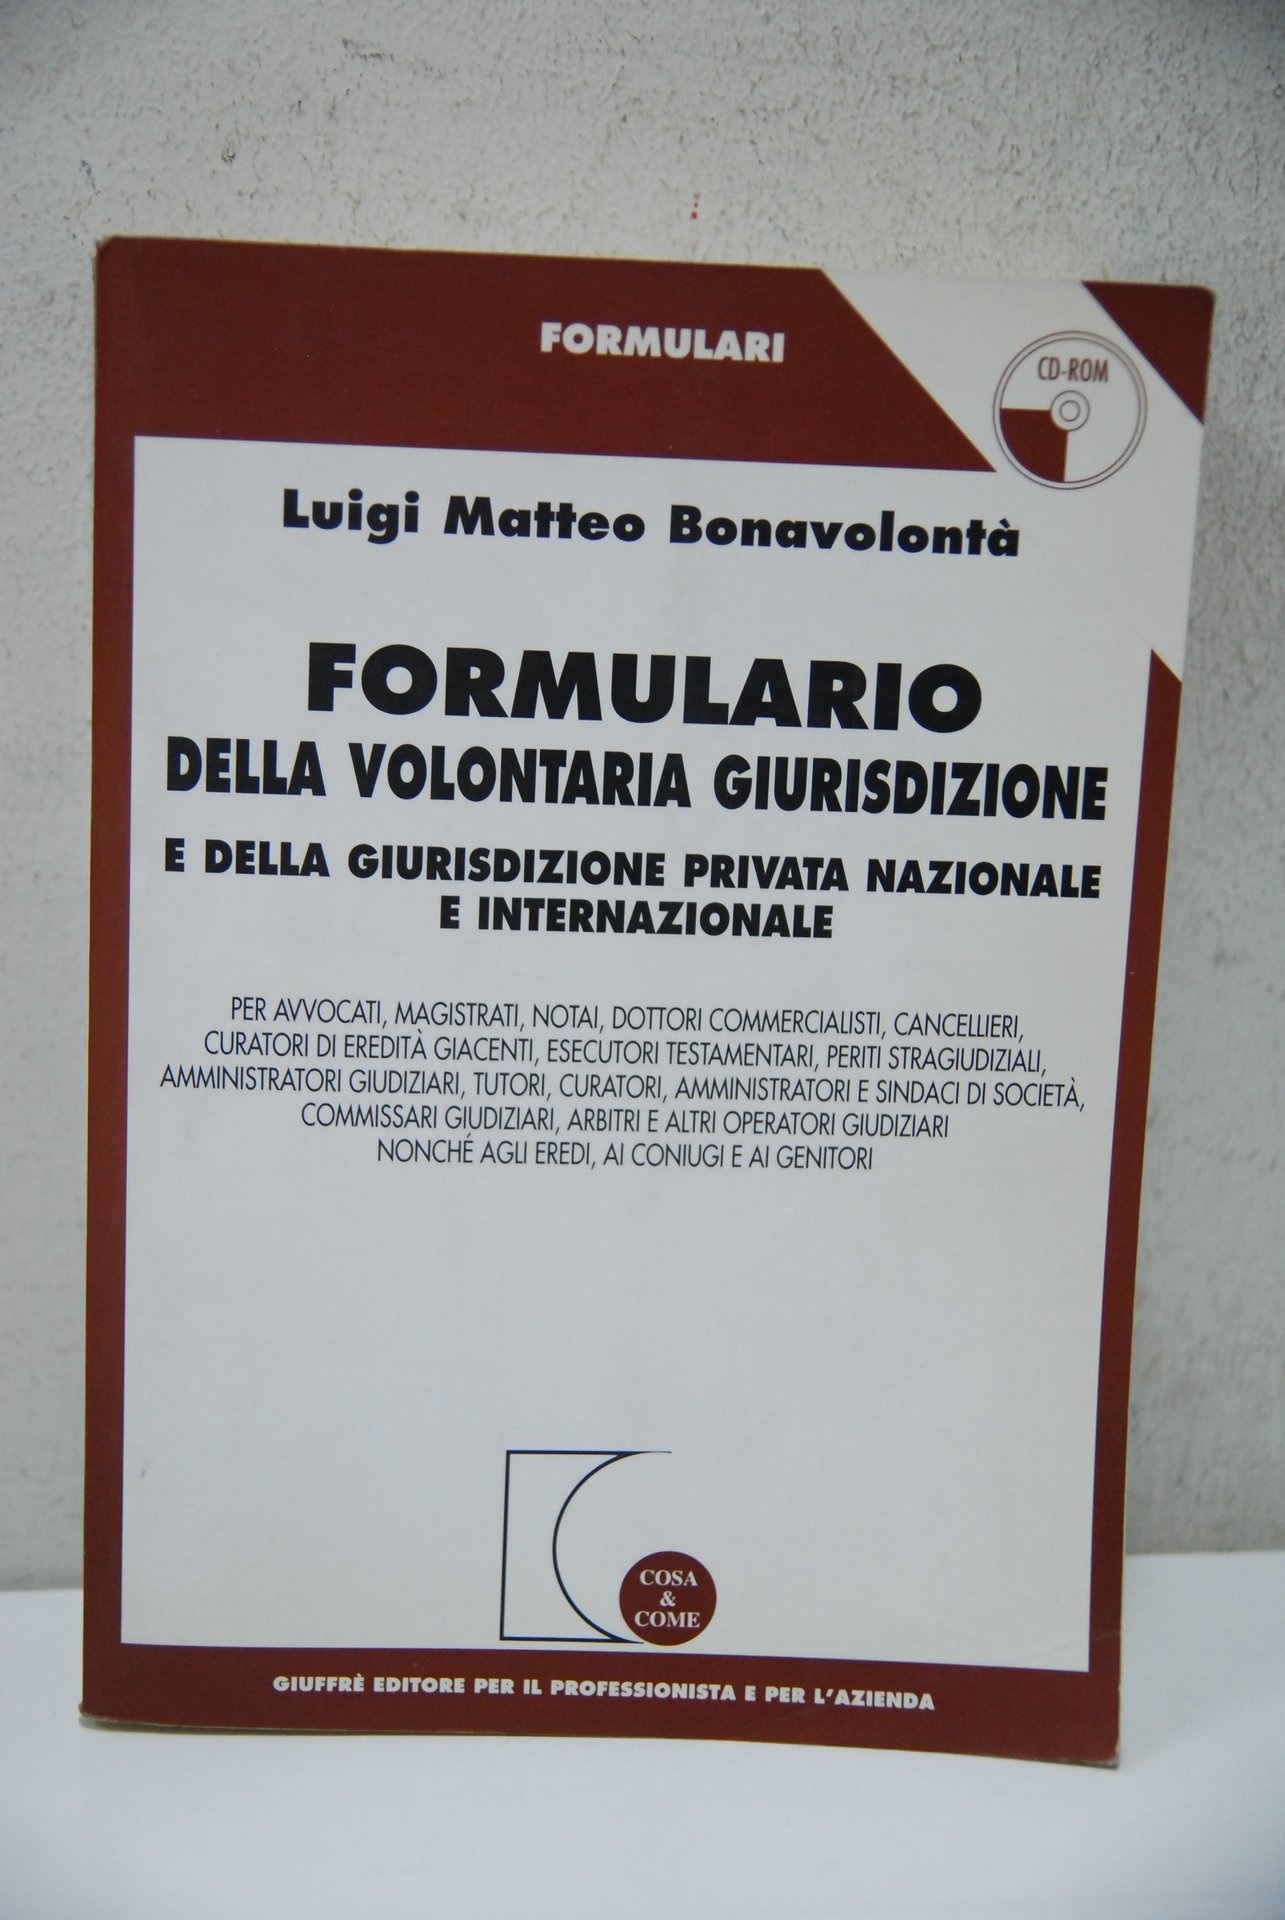 FORMULARI
CD-ROM
Luigi Matteo Bonavolontà
FORMULARIO
DELLA VOLONTARIA GIURISDIZIONE
E DELLA GIURISDIZIONE PRIVATA NAZIONALE
E INTERNAZIONALE
PER AVVOCATI, MAGISTRATI, NOTAI, DOTTORI COMMERCIALISTI, CANCELLIERI,
CURATORI DI EREDITÀ GIACENTI, ESECUTORI TESTAMENTARI, PERITI STRAGIUDIZIALI,
AMMINISTRATORI GIUDIZIARI, TUTORI, CURATORI, AMMINISTRATORI E SINDACI DI SOCIETÀ,
COMMISSARI GIUDIZIARI, ARBITRI E ALTRI OPERATORI GIUDIZIARI
NONCHÉ AGLI EREDI, AI CONIUGI E AI GENITORI
COSA
&
COME
GIUFFRÈ EDITORE PER IL PROFESSIONISTA E PER L'AZIENDA